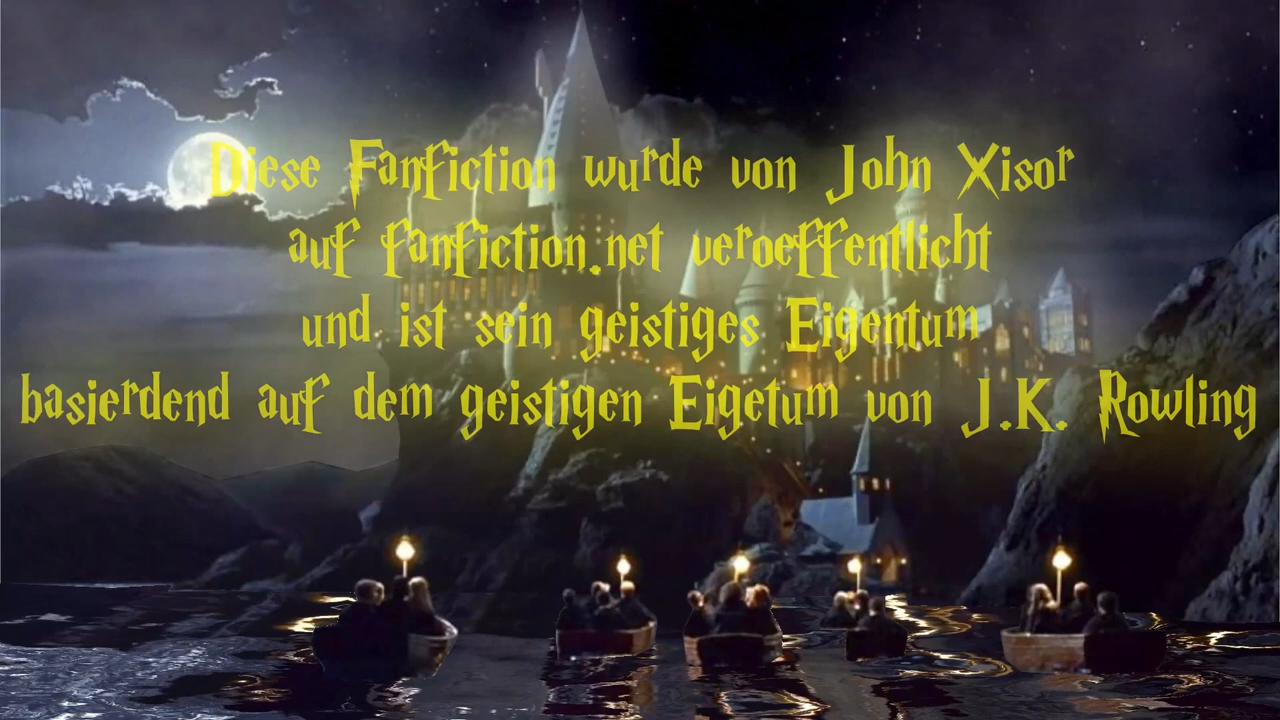 Diese Fanfiction wurde von John Xisor
auf fanfiction.net veroeffentlicht
und ist sein geistiges Eigentum
basierdend auf dem geistigen Eigetum von J.K. Rowling